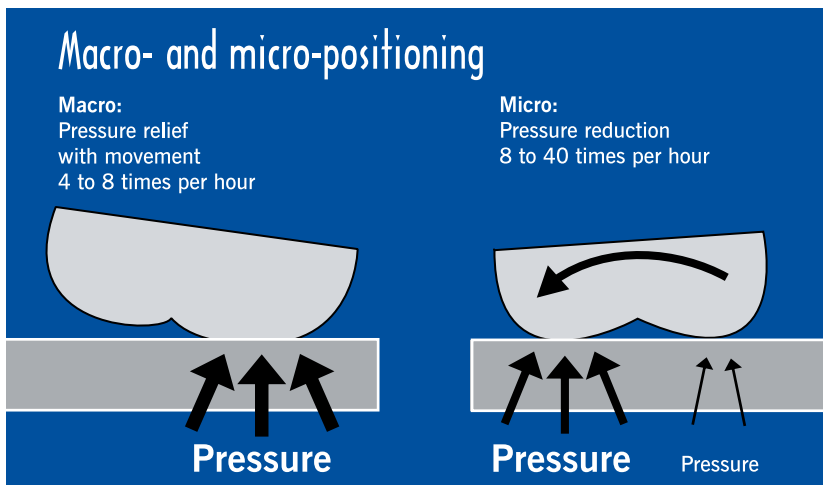 Macro- and micro-positioning
Macro:
Pressure relief
with movement
4 to 8 times per hour
Micro:
Pressure reduction
8 to 40 times per hour
Pressure
Pressure
Pressure